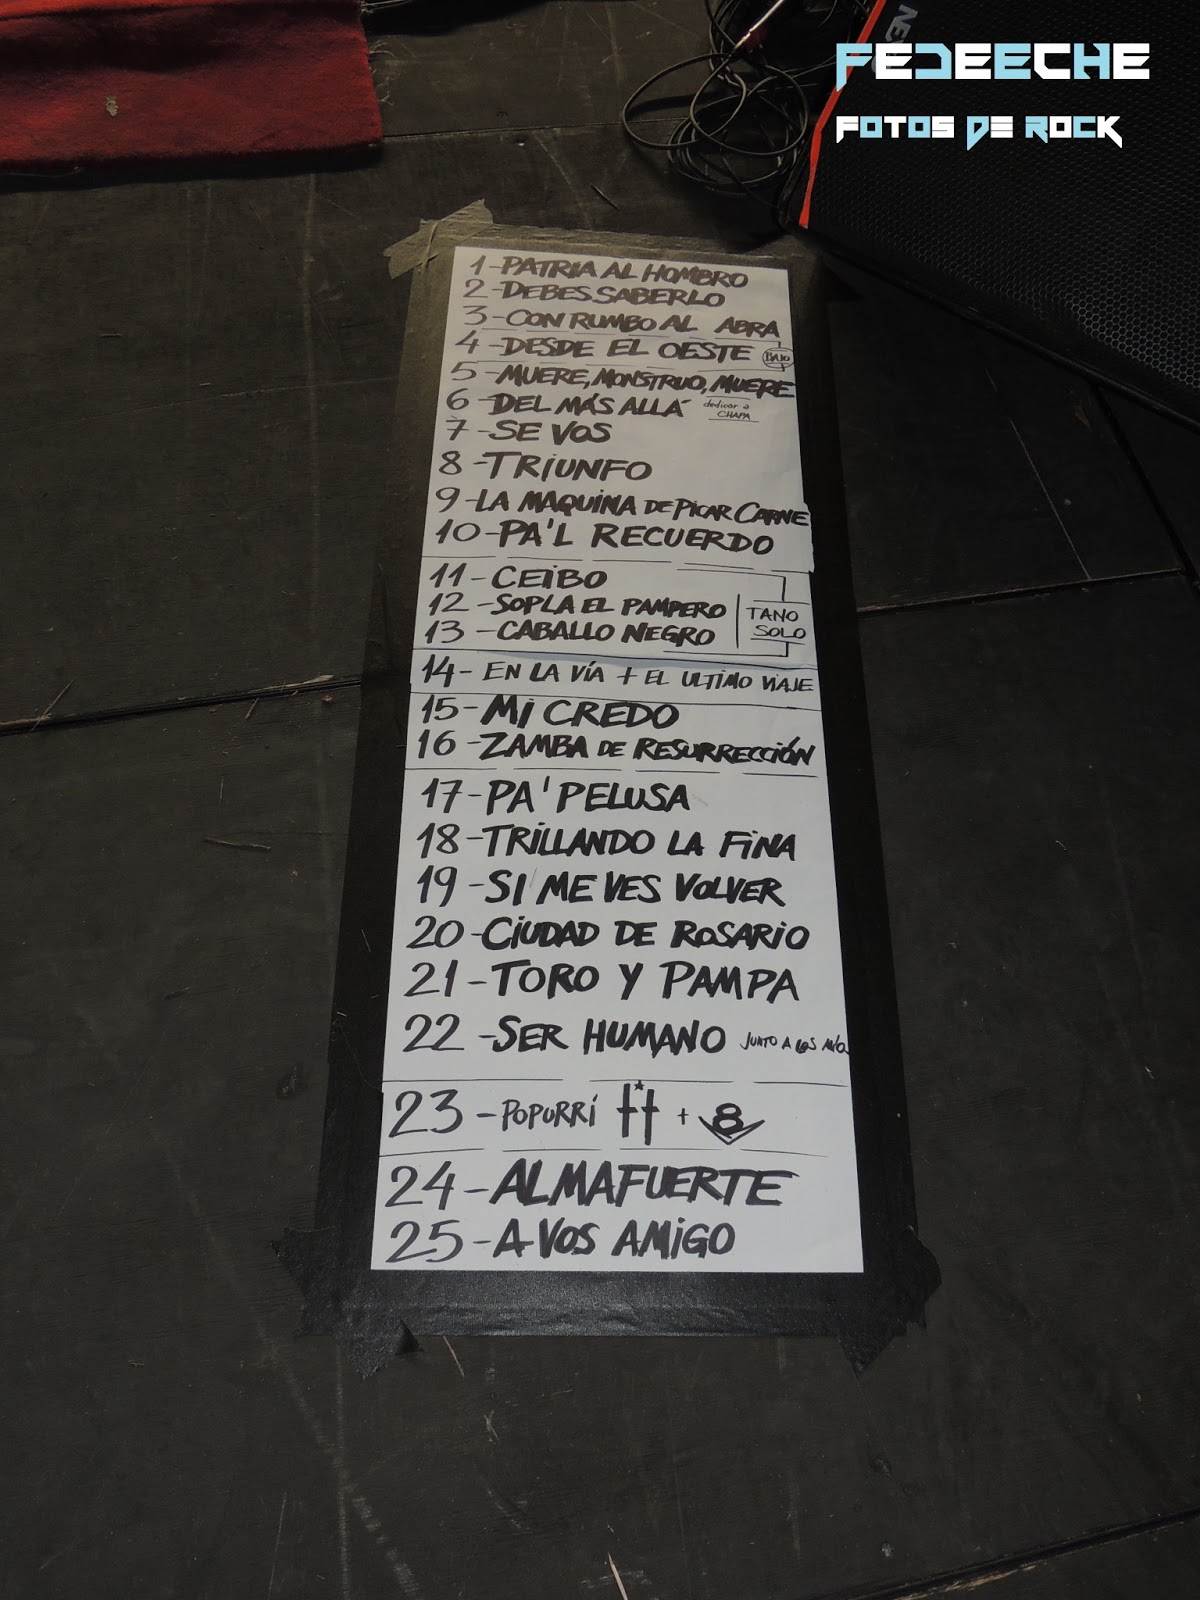 NEX
FEDEECHE
FOTOS DE ROCK
1-PATRIA AL HOMBRO
2-DEBES SABERLO
3-CON RUMBO AL ABRA
4-DESDE EL OESTE BAJO
5-MUERE, MONSTRUO, MUERE
6-DEL MÁS ALLÁ dedicar a
CHAPA
7-SE VOS
8-TRIUNFO
9-LA MAQUINA DE PICAR CARNE
10-PA'L RECUERDO
11-CEIBO
12-SOPLA EL PAMPERO TANO
13-CABALLO NEGRO SOLO
14-EN LA VÍA + EL ULTIMO VIAJE
15-MI CREDO
16-ZAMBA DE RESURRECCIÓN
17-PA'PELUSA
18-TRILLANDO LA FINA
19-SI ME VES VOLVER
20-CIUDAD DE ROSARIO
21-TORO Y PAMPA
22-SER HUMANO JUNTO A LOS MÍOS
23-POPURRÍ + V8
24-ALMAFUERTE
25-A VOS AMIGO